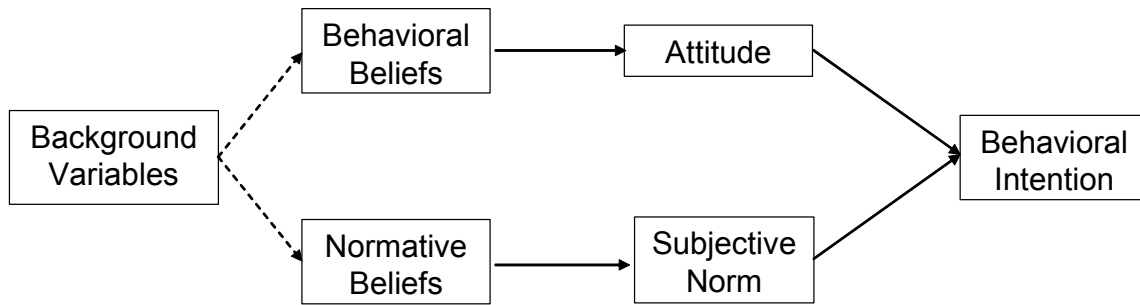 Behavioral
Beliefs
Attitude
Background
Variables
Behavioral
Intention
Normative
Beliefs
Subjective
Norm